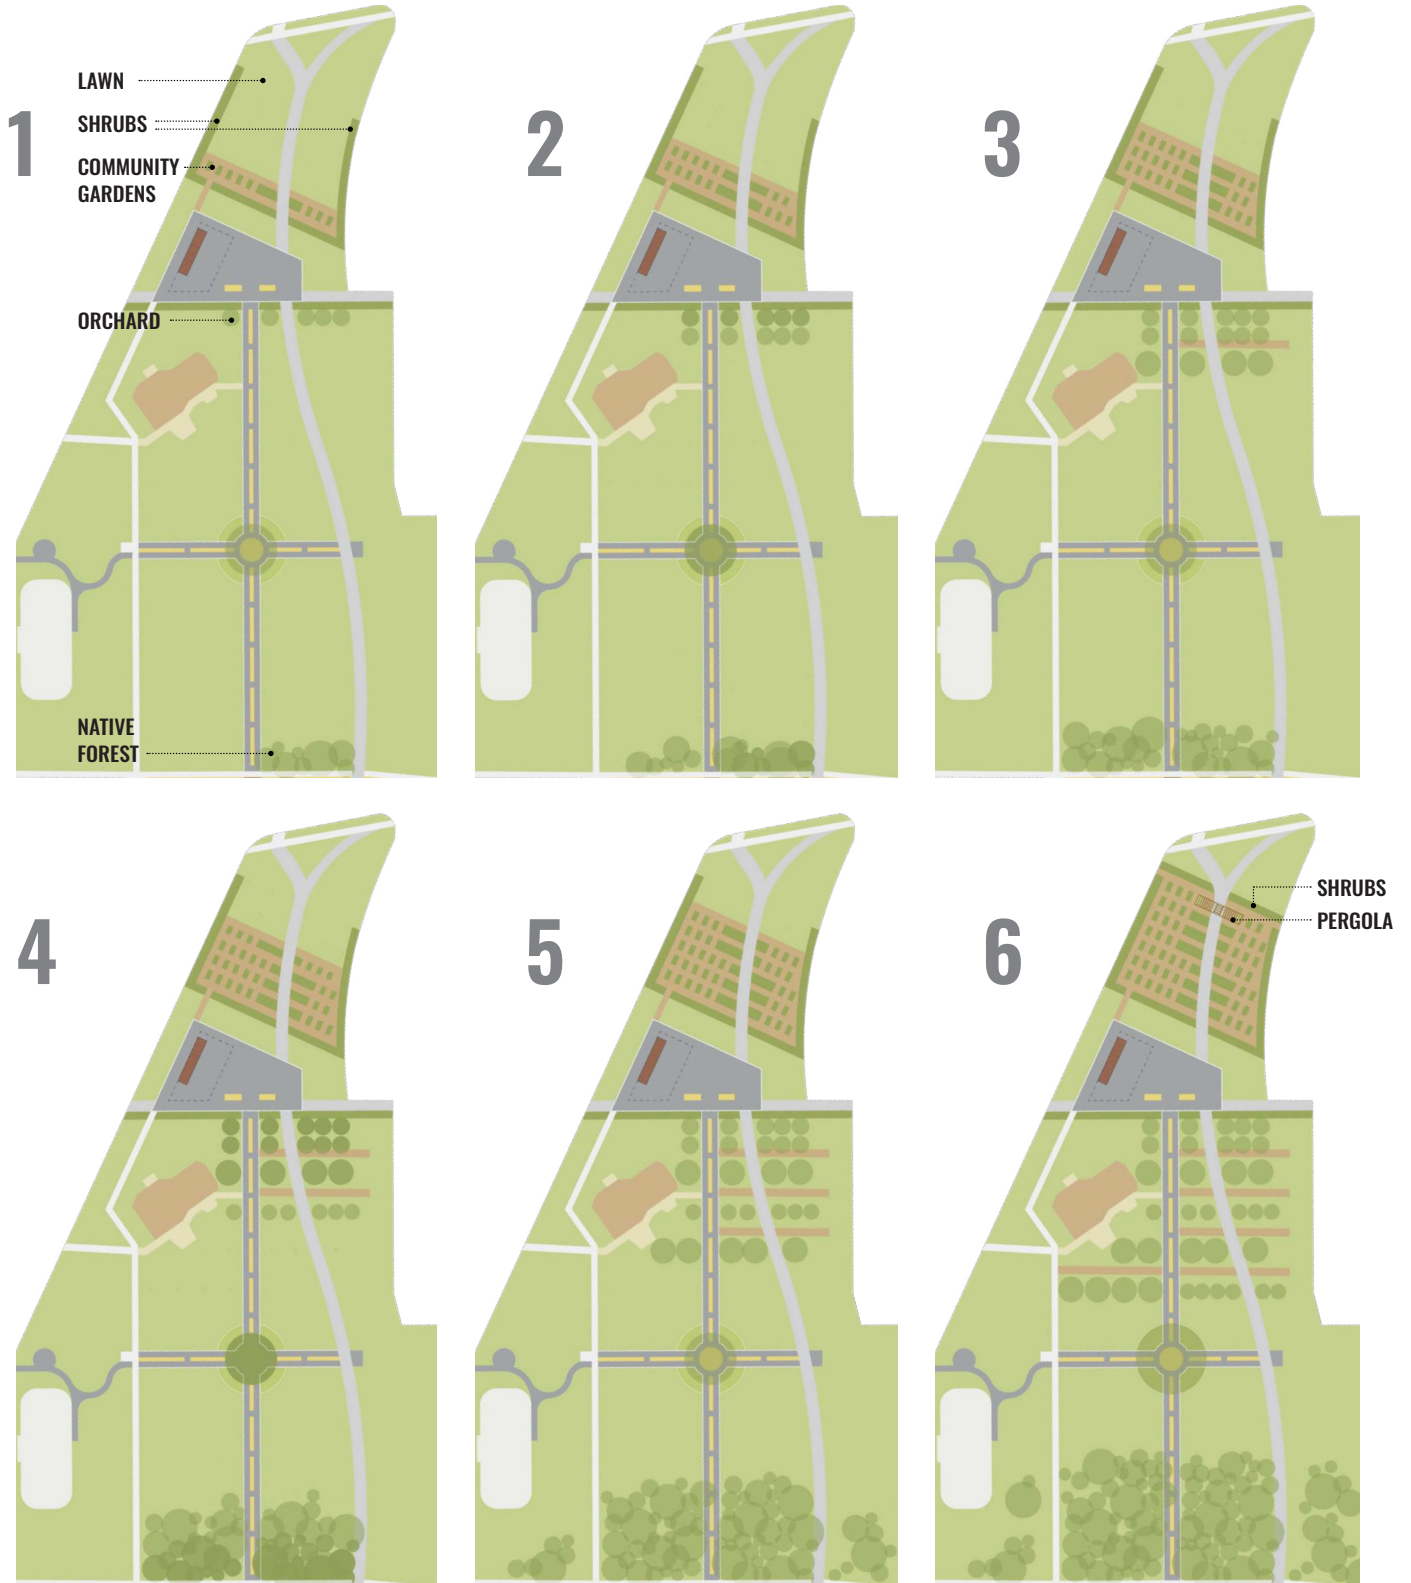 LAWN
1
SHRUBS
COMMUNITY
GARDENS
ORCHARD
NATIVE
FOREST
2
3
4
5
6
SHRUBS
PERGOLA